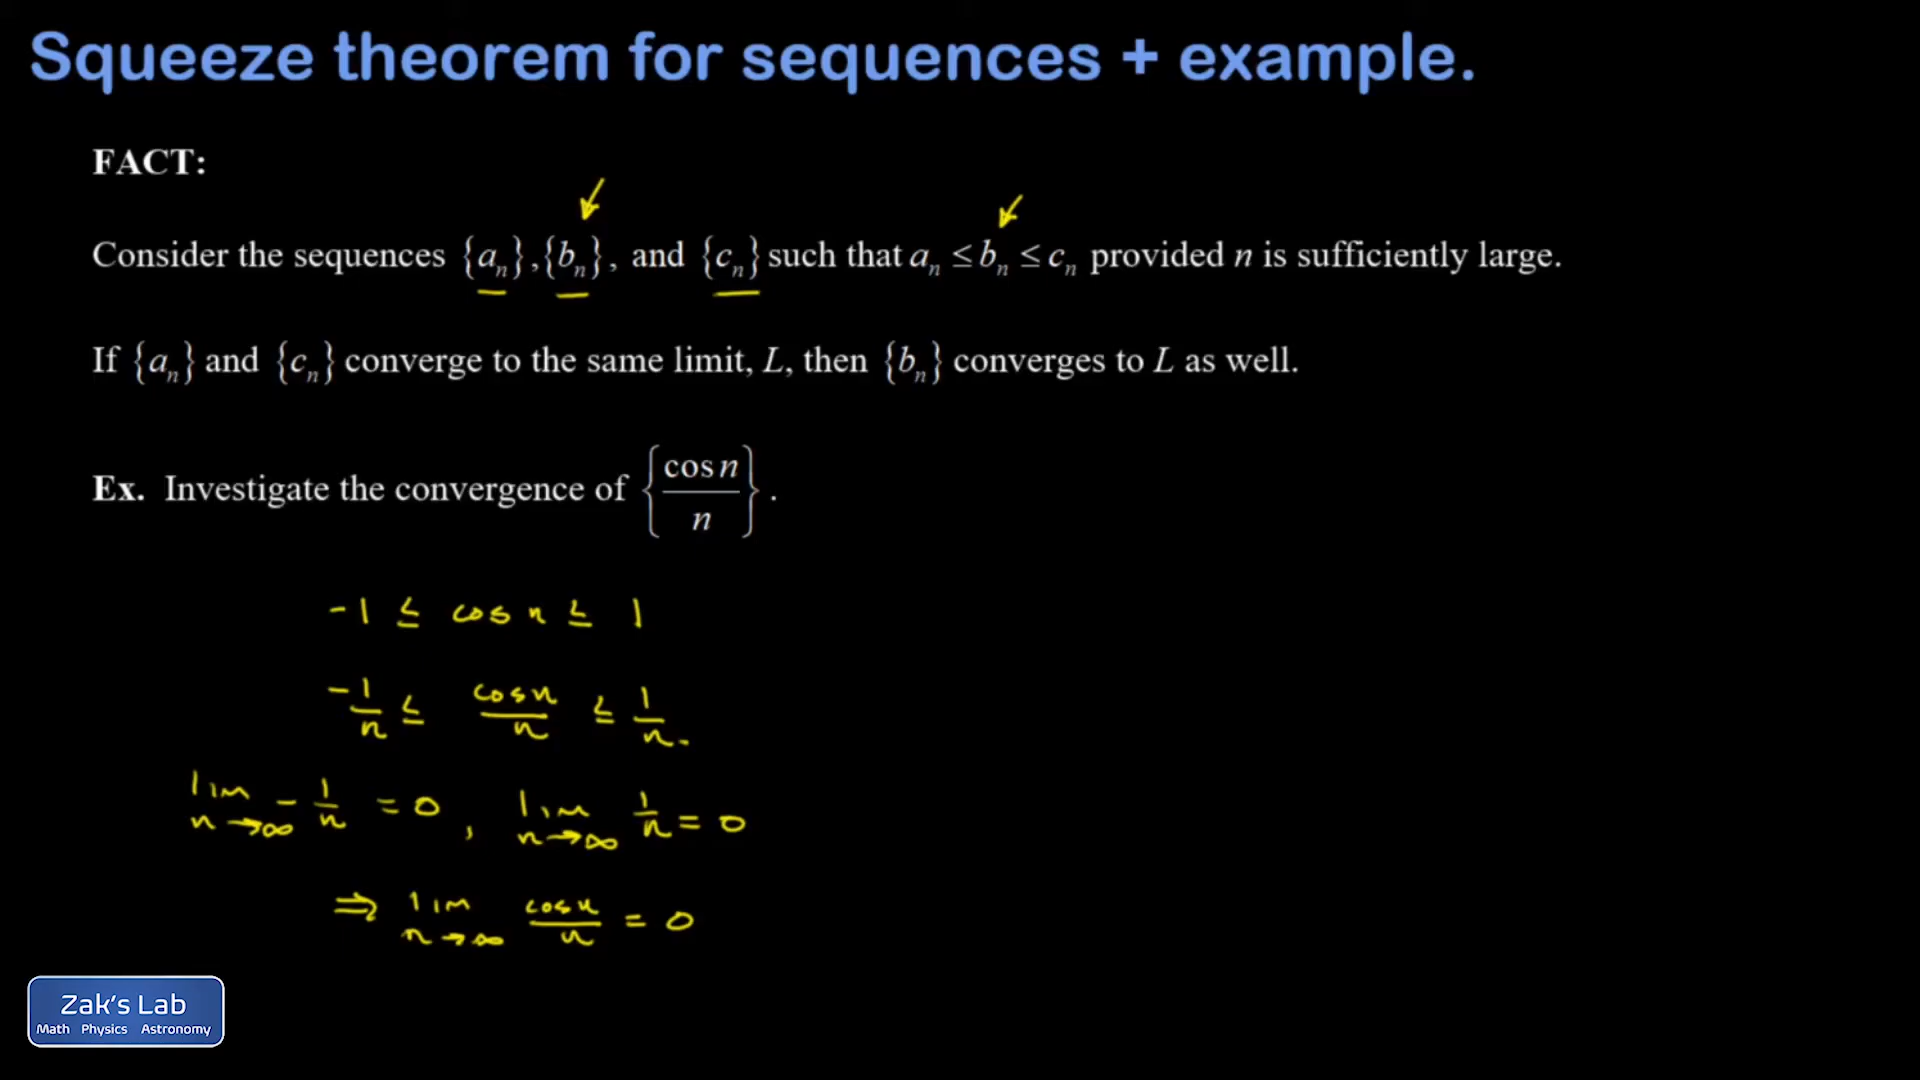 Squeeze theorem for sequences + example.
FACT:
Consider the sequences {aₙ}, {bₙ}, and {cₙ} such that aₙ ≤ bₙ ≤ cₙ provided n is sufficiently large.
If {aₙ} and {cₙ} converge to the same limit, L, then {bₙ} converges to L as well.
Ex. Investigate the convergence of {cos n / n}.
-1 ≤ cos n ≤ 1
-1/n ≤ cos n / n ≤ 1/n.
lim n→∞ -1/n = 0, lim n→∞ 1/n = 0
⇒ lim n→∞ cos n / n = 0
Zak's Lab
Math Physics Astronomy